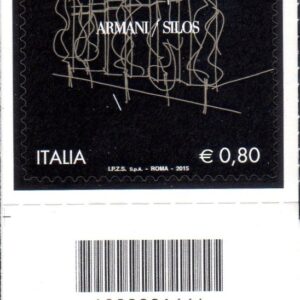 ARMANI / SILOS
ITALIA
€ 0,80
I.P.Z.S. S.p.A. - ROMA - 2015